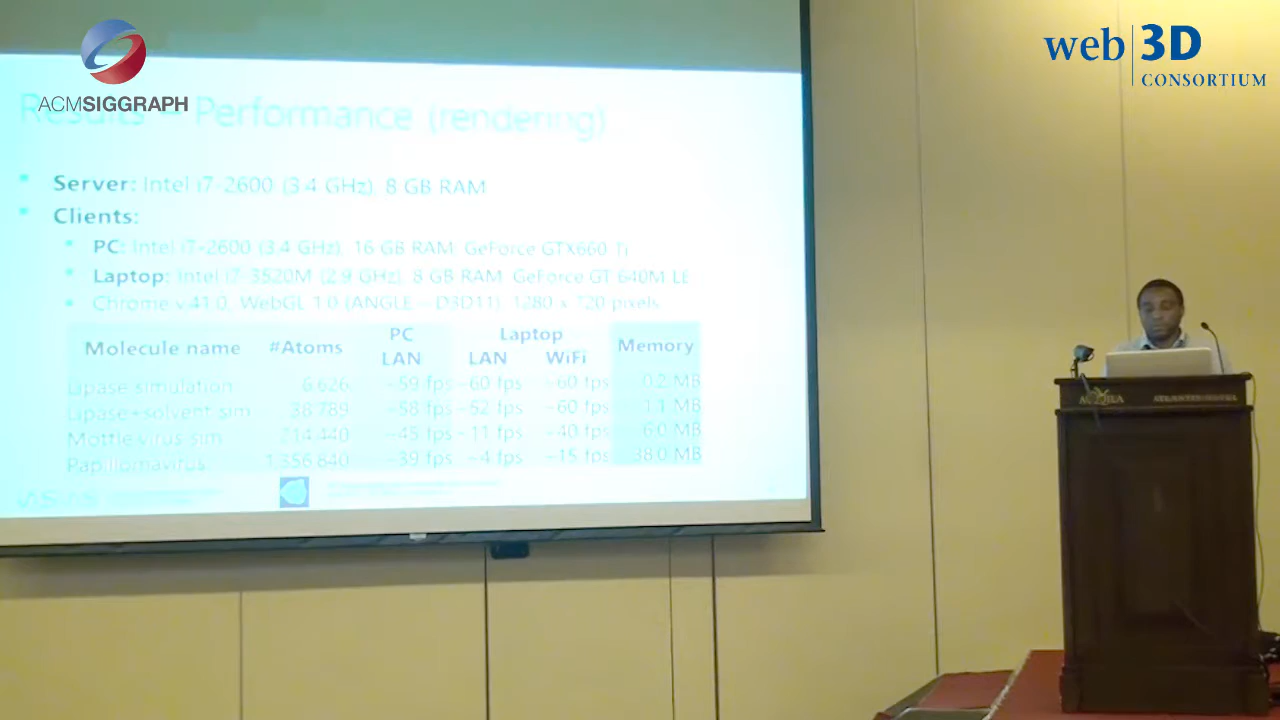 ACMSIGGRAPH
web 3D
CONSORTIUM
Results – Performance (rendering)
Server: Intel i7-2600 (3.4 GHz), 8 GB RAM
Clients:
PC: Intel i7-2600 (3.4 GHz), 16 GB RAM, GeForce GTX660 Ti
Laptop: Intel i7-3520M (2.9 GHz), 8 GB RAM, GeForce GT 640M LE
Chrome v.41.0, WebGL 1.0 (ANGLE – D3D11), 1280 x 720 pixels
Molecule name #Atoms PC LAN Laptop LAN WiFi Memory
Lipase simulation 6.626 ~59 fps ~60 fps ~60 fps 0.2 MB
Lipase+solvent sim 38.789 ~58 fps ~52 fps ~60 fps 1.1 MB
Mottle virus sim 214.440 ~45 fps ~11 fps ~40 fps 6.0 MB
Papillomavirus 1.356.840 ~39 fps ~4 fps ~15 fps 38.0 MB